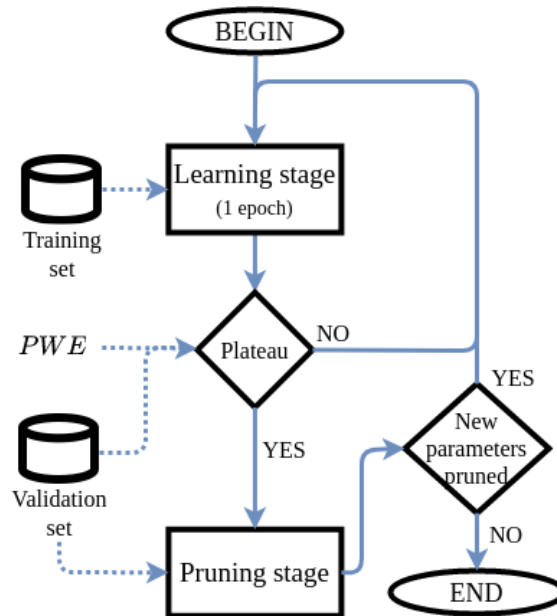 BEGIN
Learning stage
(1 epoch)
Training
set
PWE
Plateau
NO
YES
New
parameters
pruned
YES
Validation
set
Pruning stage
NO
END